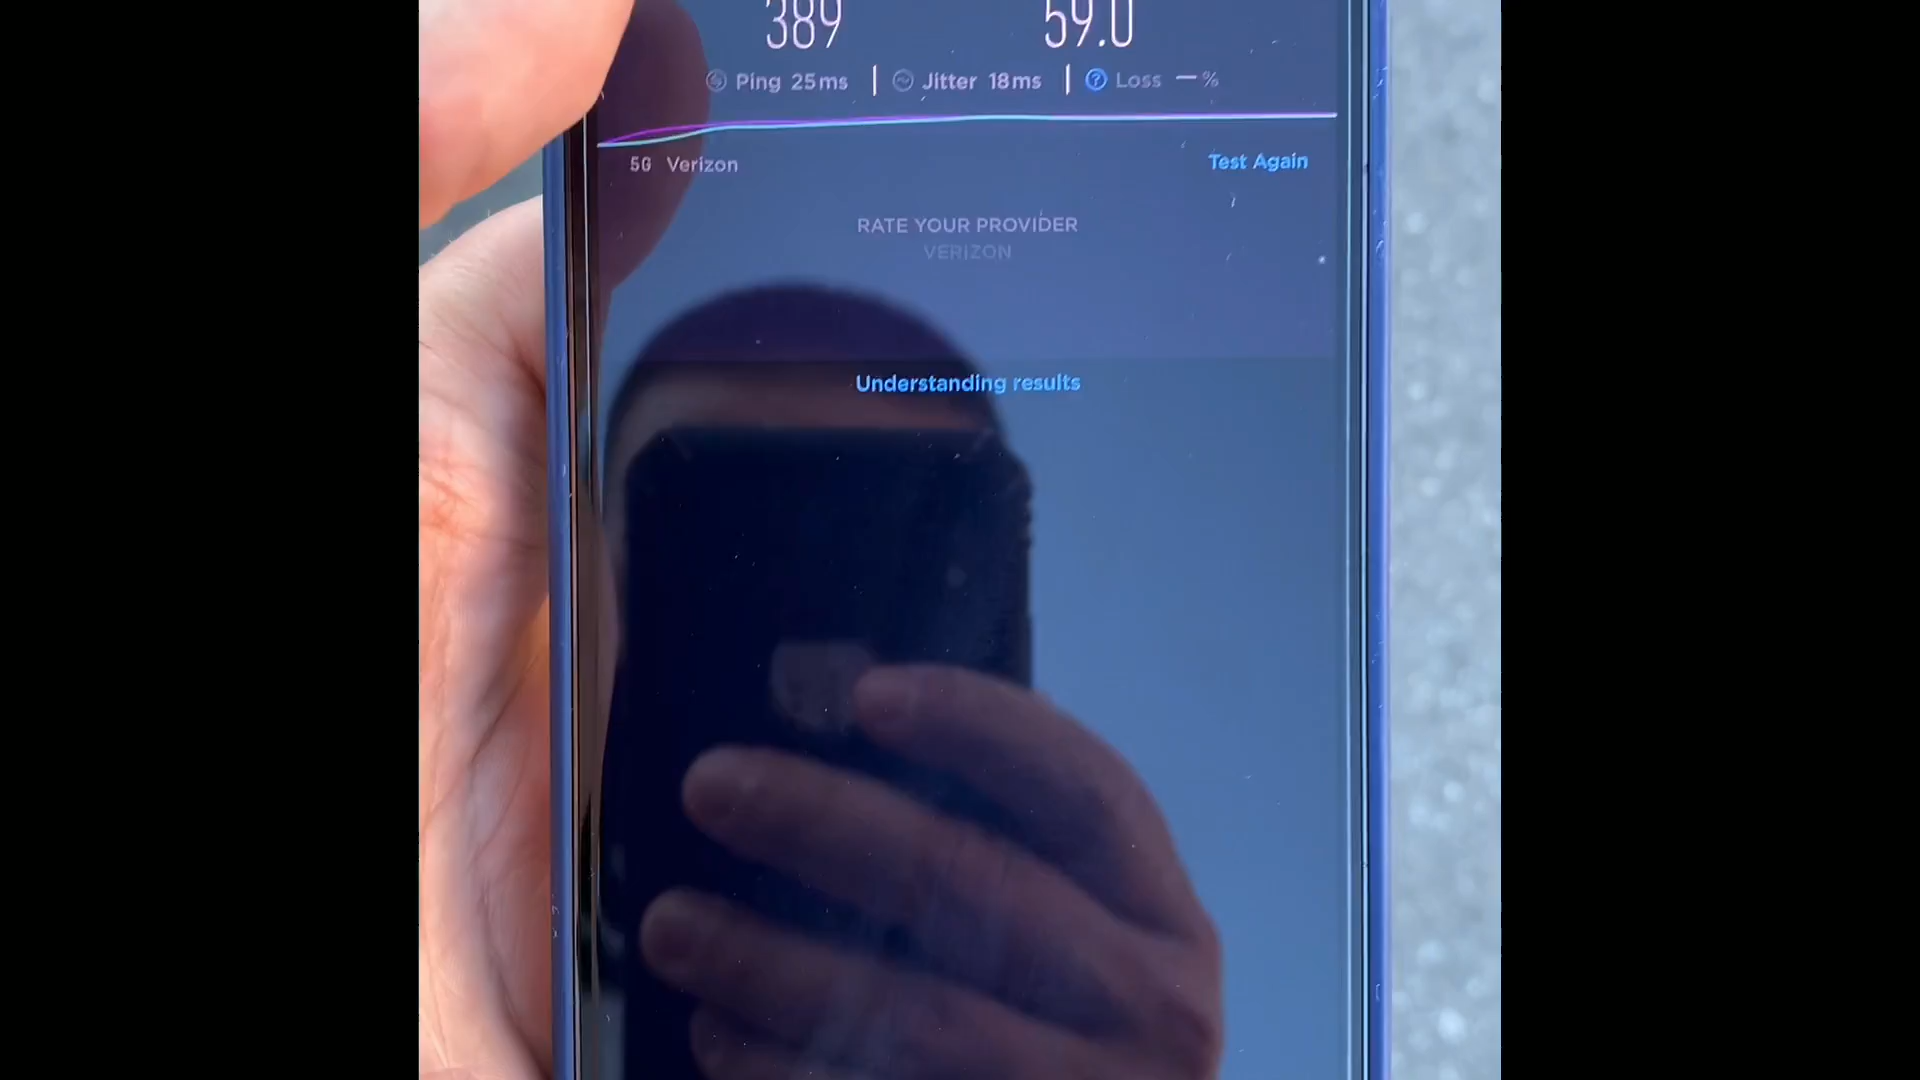 389 59.0
Ping 25ms | Jitter 18ms | Loss — %
5G Verizon Test Again
RATE YOUR PROVIDER
VERIZON
Understanding results